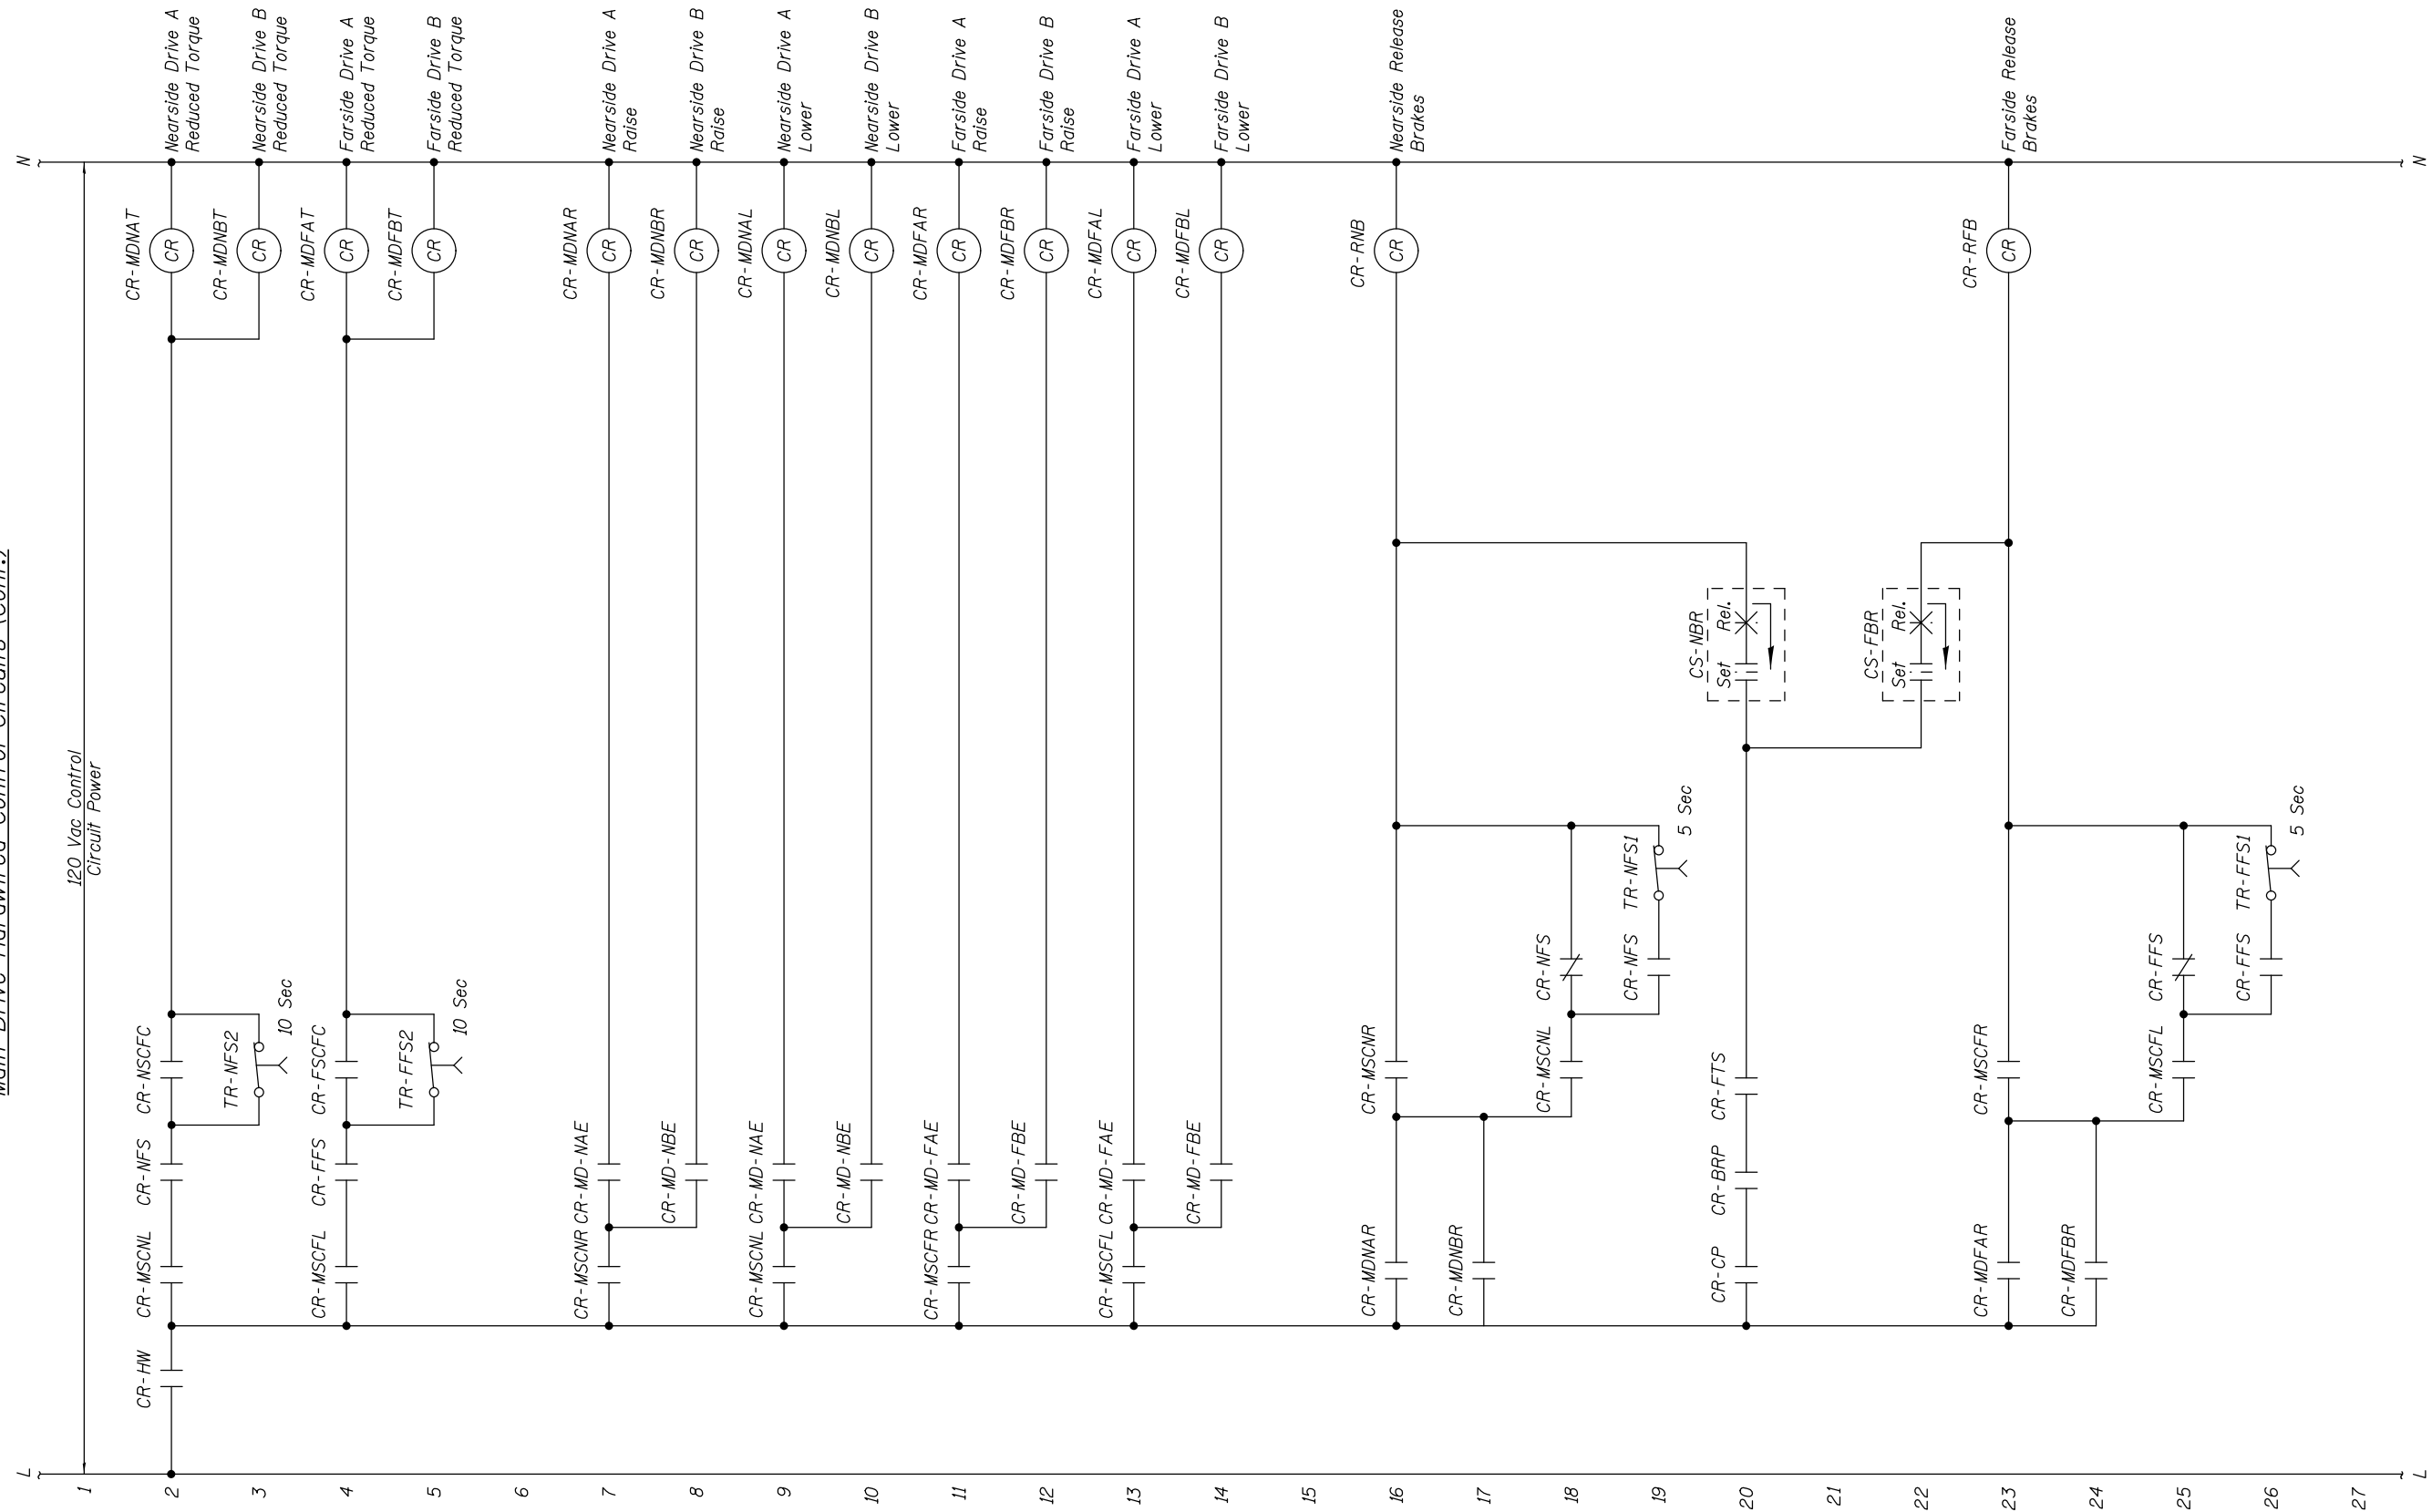 L
N
1
120 Vac Control
Circuit Power
2
CR-HW
CR-MSCNL
CR-NFS
CR-NSCFC
CR-MDNAT
CR
Nearside Drive A
Reduced Torque
3
TR-NFS2
10 Sec
CR-MDNBT
CR
Nearside Drive B
Reduced Torque
4
CR-MSCFL
CR-FFS
CR-FSCFC
CR-MDFAT
CR
Farside Drive A
Reduced Torque
5
TR-FFS2
10 Sec
CR-MDFBT
CR
Farside Drive B
Reduced Torque
6
7
CR-MSCNR
CR-MD-NAE
CR-MDNAR
CR
Nearside Drive A
Raise
8
CR-MD-NBE
CR-MDNBR
CR
Nearside Drive B
Raise
9
CR-MSCNL
CR-MD-NAE
CR-MDNAL
CR
Nearside Drive A
Lower
10
CR-MD-NBE
CR-MDNBL
CR
Nearside Drive B
Lower
11
CR-MSCFR
CR-MD-FAE
CR-MDFAR
CR
Farside Drive A
Raise
12
CR-MD-FBE
CR-MDFBR
CR
Farside Drive B
Raise
13
CR-MSCFL
CR-MD-FAE
CR-MDFAL
CR
Farside Drive A
Lower
14
CR-MD-FBE
CR-MDFBL
CR
Farside Drive B
Lower
15
16
CR-MDNAR
CR-MSCNR
CR-RNB
CR
Nearside Release
Brakes
17
CR-MDNBR
18
CR-MSCNL
CR-NFS
19
CR-NFS
TR-NFS1
5 Sec
20
CR-CP
CR-BRP
CR-FTS
CS-NBR
Set
Rel.
21
22
CS-FBR
Set
Rel.
23
CR-MDFAR
CR-MSCFR
CR-RFB
CR
Farside Release
Brakes
24
CR-MDFBR
25
CR-MSCFL
CR-FFS
26
CR-FFS
TR-FFS1
5 Sec
27
L
N